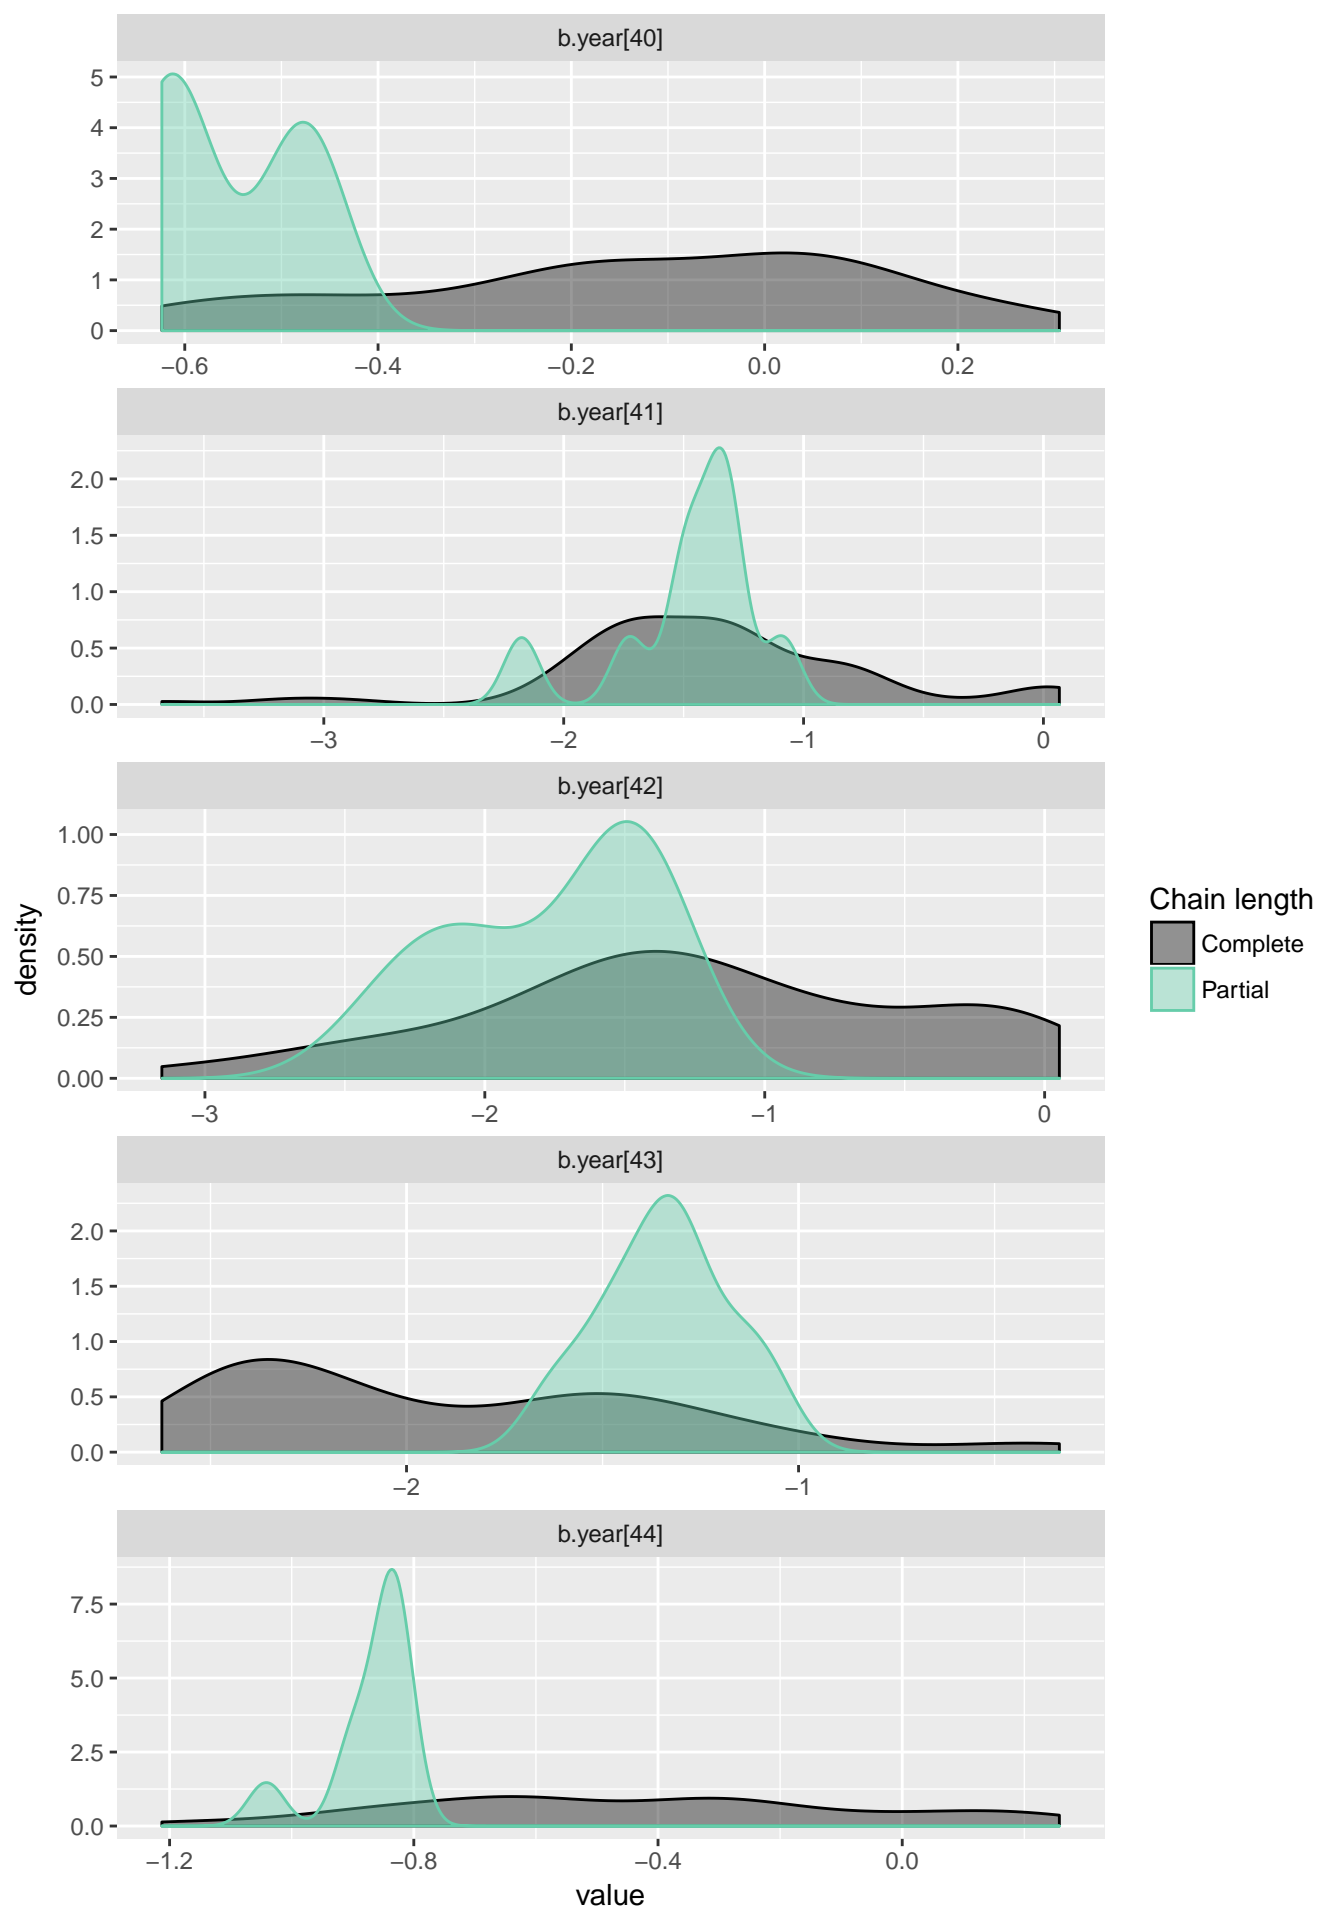 b.year[40]
5
4
3
2
1
0
−0.6 −0.4 −0.2 0.0 0.2
b.year[41]
2.0
1.5
1.0
0.5
0.0
−3 −2 −1 0
b.year[42]
1.00
0.75
0.50
0.25
0.00
−3 −2 −1 0
density
Chain length
Complete
Partial
b.year[43]
2.0
1.5
1.0
0.5
0.0
−2 −1
b.year[44]
7.5
5.0
2.5
0.0
−1.2 −0.8 −0.4 0.0
value